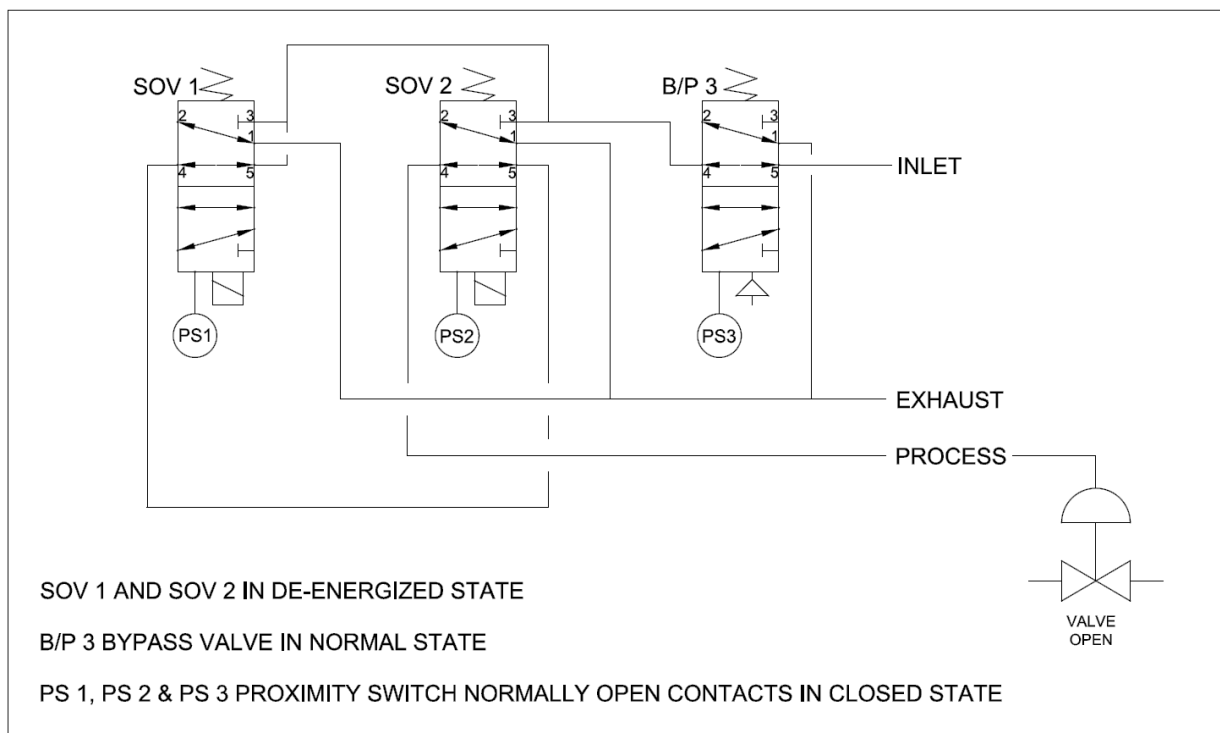 SOV 1
SOV 2
B/P 3
2 3
1
4 5
2 3
1
4 5
2 3
1
4 5
INLET
PS1
PS2
PS3
EXHAUST
PROCESS
VALVE
OPEN
SOV 1 AND SOV 2 IN DE-ENERGIZED STATE
B/P 3 BYPASS VALVE IN NORMAL STATE
PS 1, PS 2 & PS 3 PROXIMITY SWITCH NORMALLY OPEN CONTACTS IN CLOSED STATE